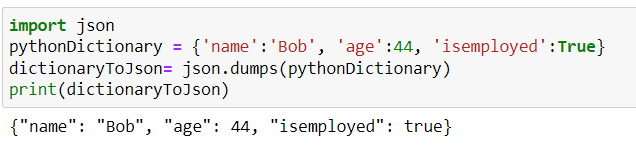 import json
pythonDictionary = {'name':'Bob', 'age':44, 'isemployed':True}
dictionaryToJson= json.dumps(pythonDictionary)
print(dictionaryToJson)
{"name": "Bob", "age": 44, "isemployed": true}